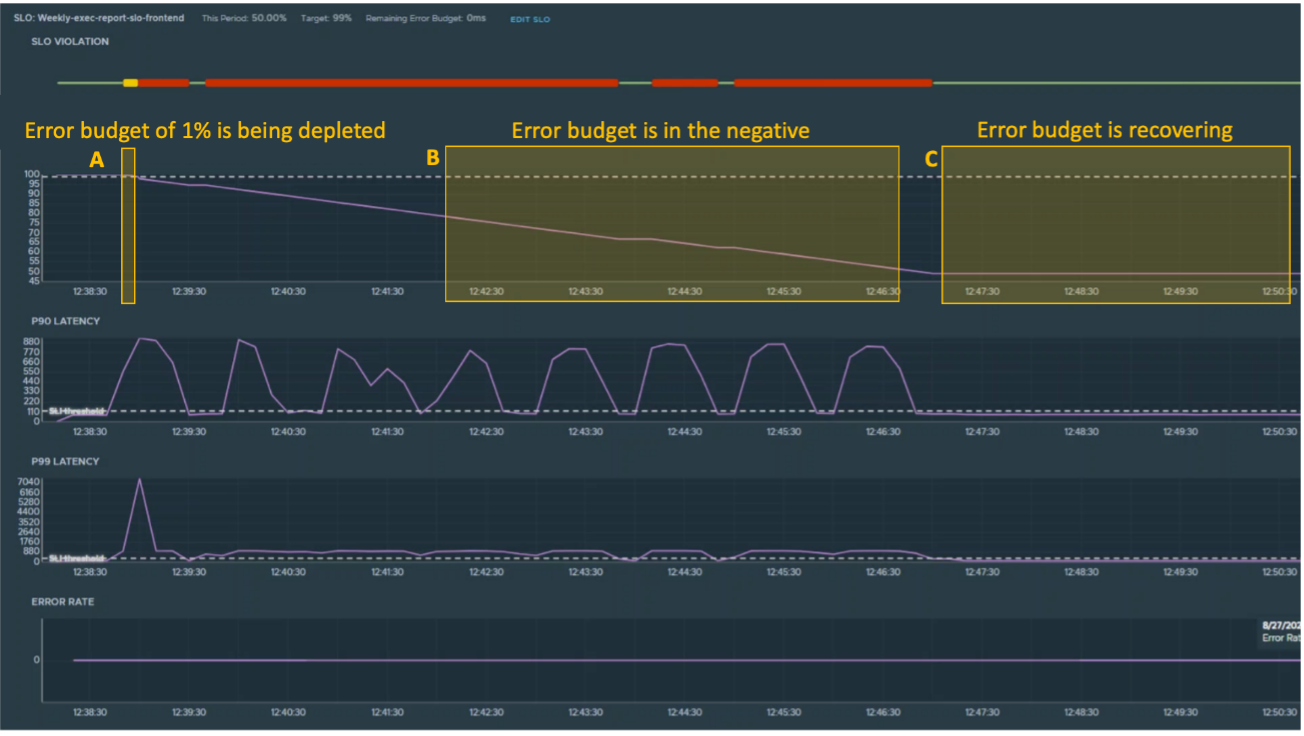 SLO: Weekly-exec-report-slo-frontend This Period: 50.00% Target: 99% Remaining Error Budget: 0ms EDIT SLO
SLO VIOLATION
Error budget of 1% is being depleted Error budget is in the negative Error budget is recovering
A B C
100
95
90
85
80
75
70
65
60
55
50
45
12:38:30 12:39:30 12:40:30 12:41:30 12:42:30 12:43:30 12:44:30 12:45:30 12:46:30 12:47:30 12:48:30 12:49:30 12:50:30
P90 LATENCY
880
770
660
550
440
330
220
110 SLI threshold
0
12:38:30 12:39:30 12:40:30 12:41:30 12:42:30 12:43:30 12:44:30 12:45:30 12:46:30 12:47:30 12:48:30 12:49:30 12:50:30
P99 LATENCY
7040
6160
5280
4400
3520
2640
1760
880 SLI threshold
0
12:38:30 12:39:30 12:40:30 12:41:30 12:42:30 12:43:30 12:44:30 12:45:30 12:46:30 12:47:30 12:48:30 12:49:30 12:50:30
ERROR RATE
8/27/202
Error Rat
0
12:38:30 12:39:30 12:40:30 12:41:30 12:42:30 12:43:30 12:44:30 12:45:30 12:46:30 12:47:30 12:48:30 12:49:30 12:50:30